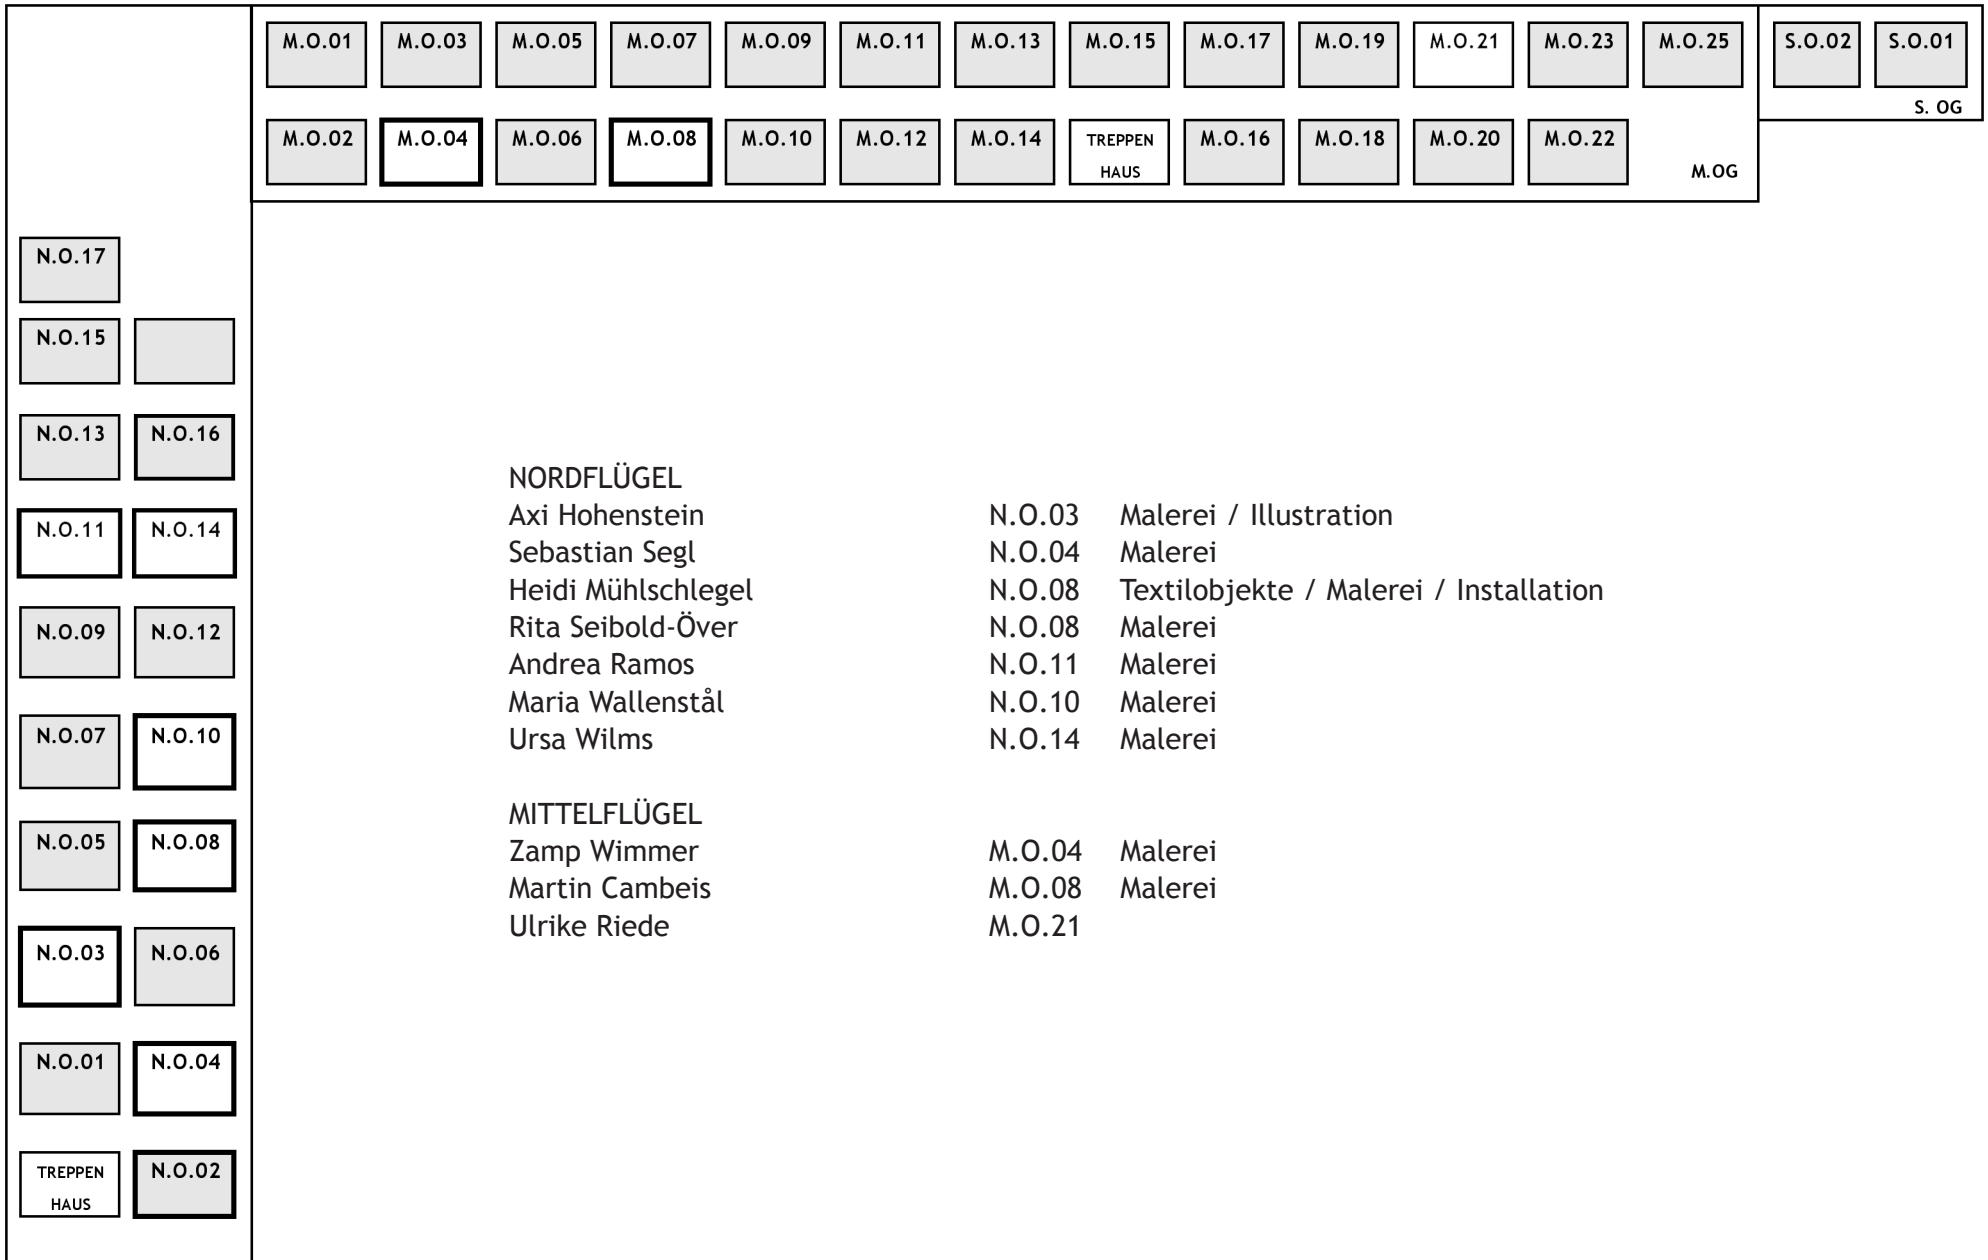 M.O.01 M.O.03 M.O.05 M.O.07 M.O.09 M.O.11 M.O.13 M.O.15 M.O.17 M.O.19 M.O.21 M.O.23 M.O.25 S.O.02 S.O.01
S. OG
M.O.02 M.O.04 M.O.06 M.O.08 M.O.10 M.O.12 M.O.14 TREPPEN M.O.16 M.O.18 M.O.20 M.O.22
HAUS M.OG
N.O.17
N.O.15
N.O.13 N.O.16
N.O.11 N.O.14
N.O.09 N.O.12
N.O.07 N.O.10
N.O.05 N.O.08
N.O.03 N.O.06
N.O.01 N.O.04
TREPPEN N.O.02
HAUS
NORDFLÜGEL
Axi Hohenstein N.O.03 Malerei / Illustration
Sebastian Segl N.O.04 Malerei
Heidi Mühlschlegel N.O.08 Textilobjekte / Malerei / Installation
Rita Seibold-Över N.O.08 Malerei
Andrea Ramos N.O.11 Malerei
Maria Wallenstål N.O.10 Malerei
Ursa Wilms N.O.14 Malerei
MITTELFLÜGEL
Zamp Wimmer M.O.04 Malerei
Martin Cambeis M.O.08 Malerei
Ulrike Riede M.O.21